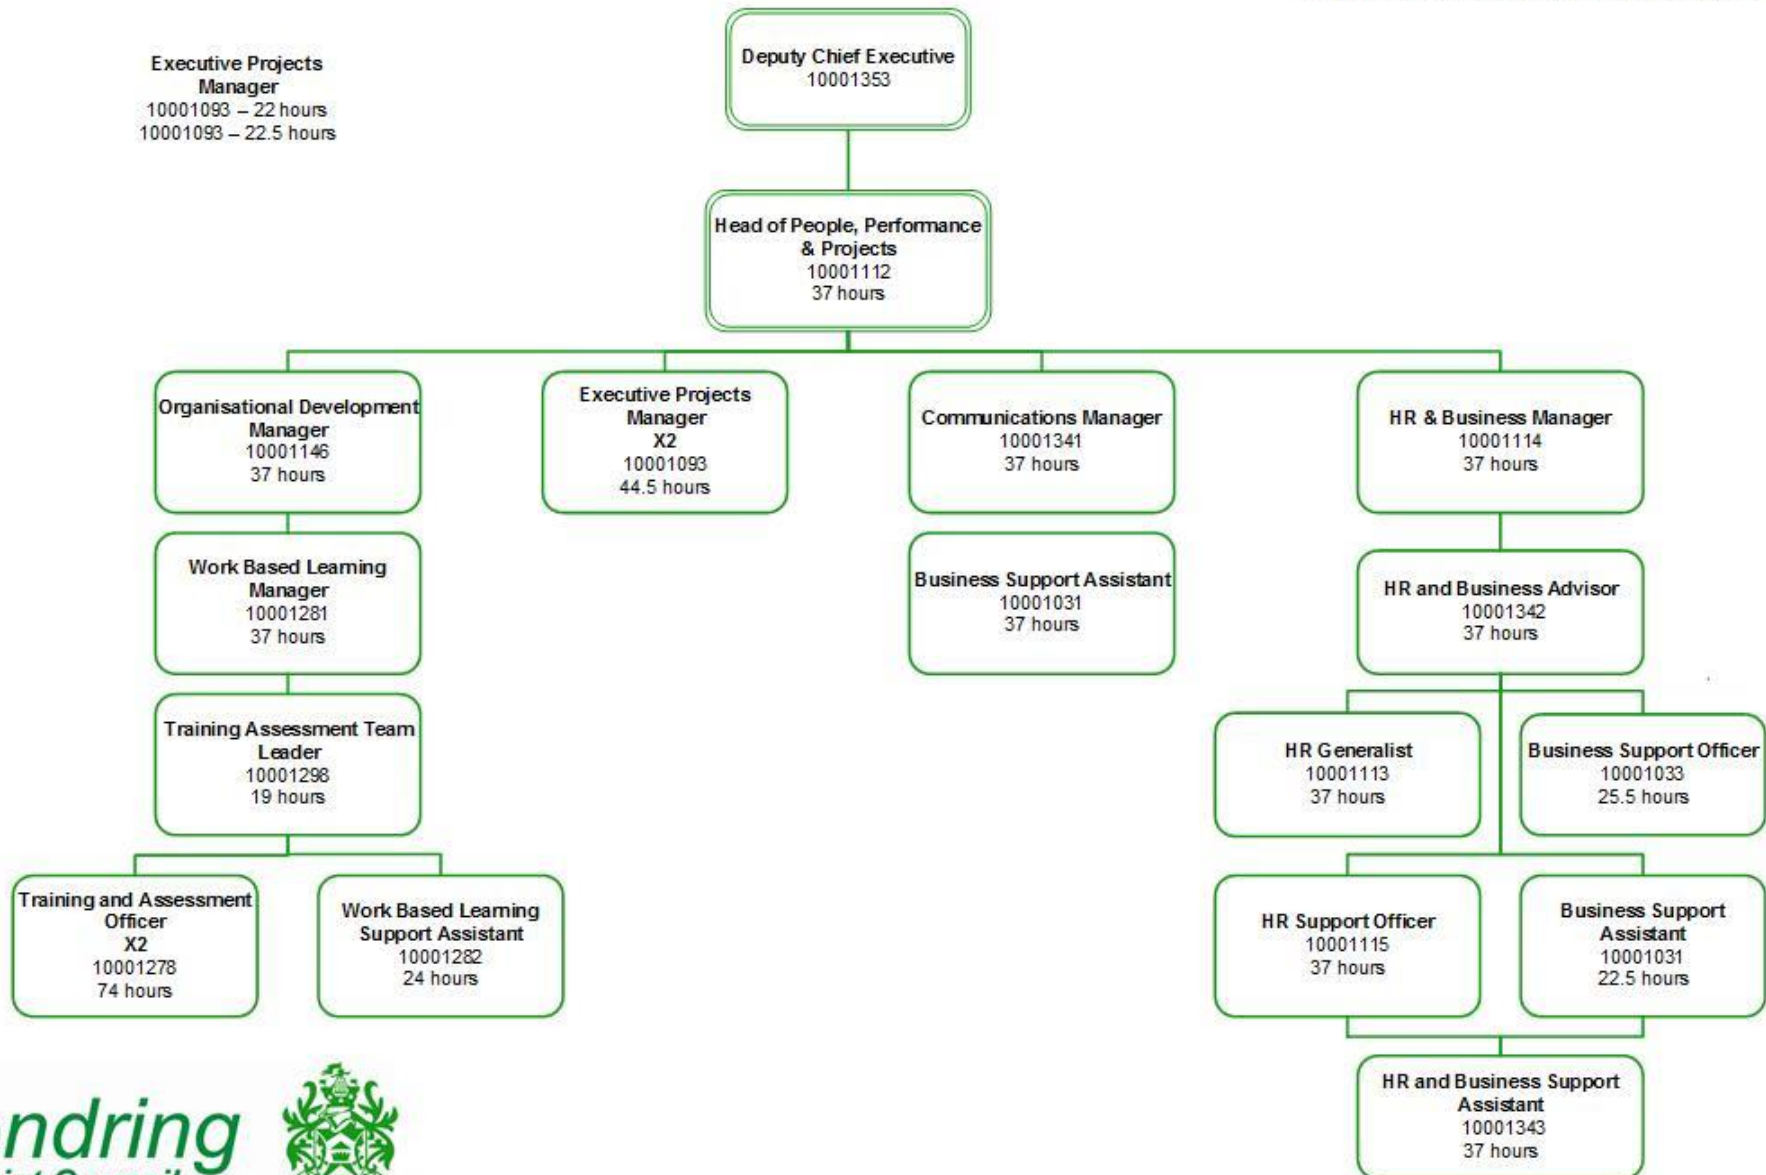 Executive Projects
Manager
10001093 – 22 hours
10001093 – 22.5 hours
Deputy Chief Executive
10001353
Head of People, Performance
& Projects
10001112
37 hours
Organisational Development
Manager
10001146
37 hours
Executive Projects
Manager
X2
10001093
44.5 hours
Communications Manager
10001341
37 hours
HR & Business Manager
10001114
37 hours
Work Based Learning
Manager
10001281
37 hours
Business Support Assistant
10001031
37 hours
HR and Business Advisor
10001342
37 hours
Training Assessment Team
Leader
10001298
19 hours
HR Generalist
10001113
37 hours
Business Support Officer
10001033
25.5 hours
Training and Assessment
Officer
X2
10001278
74 hours
Work Based Learning
Support Assistant
10001282
24 hours
HR Support Officer
10001115
37 hours
Business Support
Assistant
10001031
22.5 hours
HR and Business Support
Assistant
10001343
37 hours
ndring